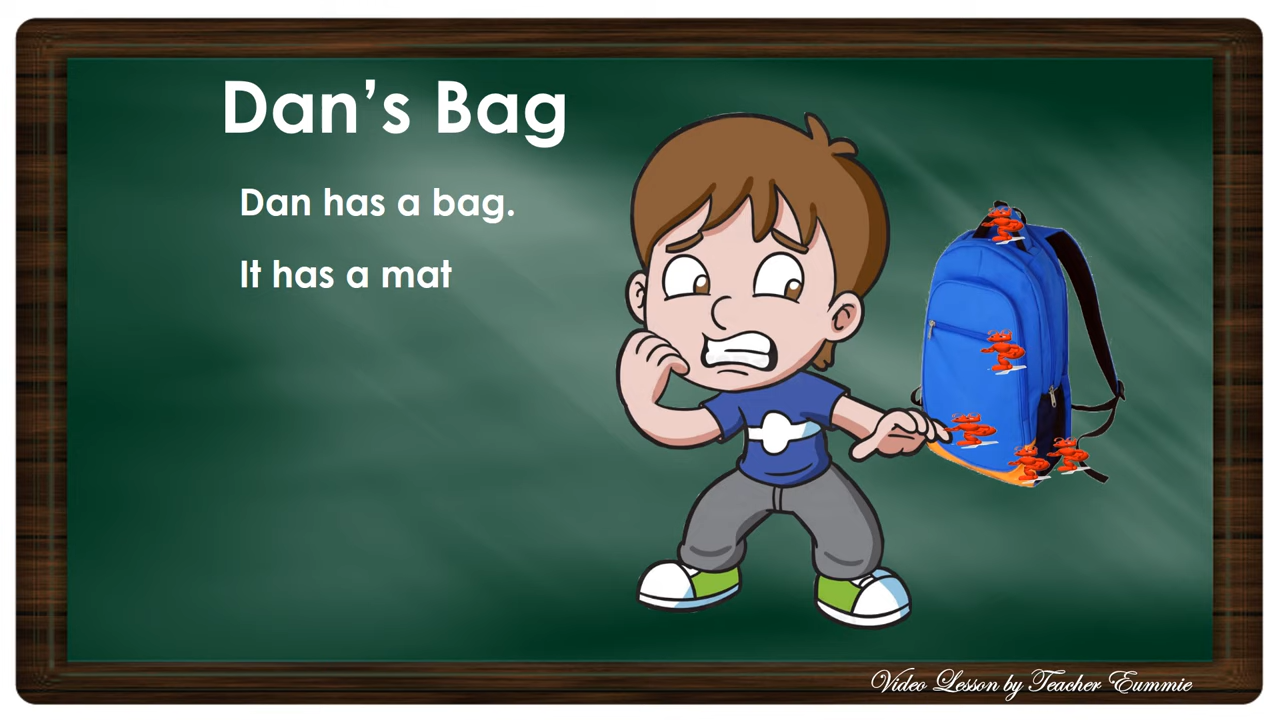 Dan’s Bag
Dan has a bag.
It has a mat
Video Lesson by Teacher Eummie